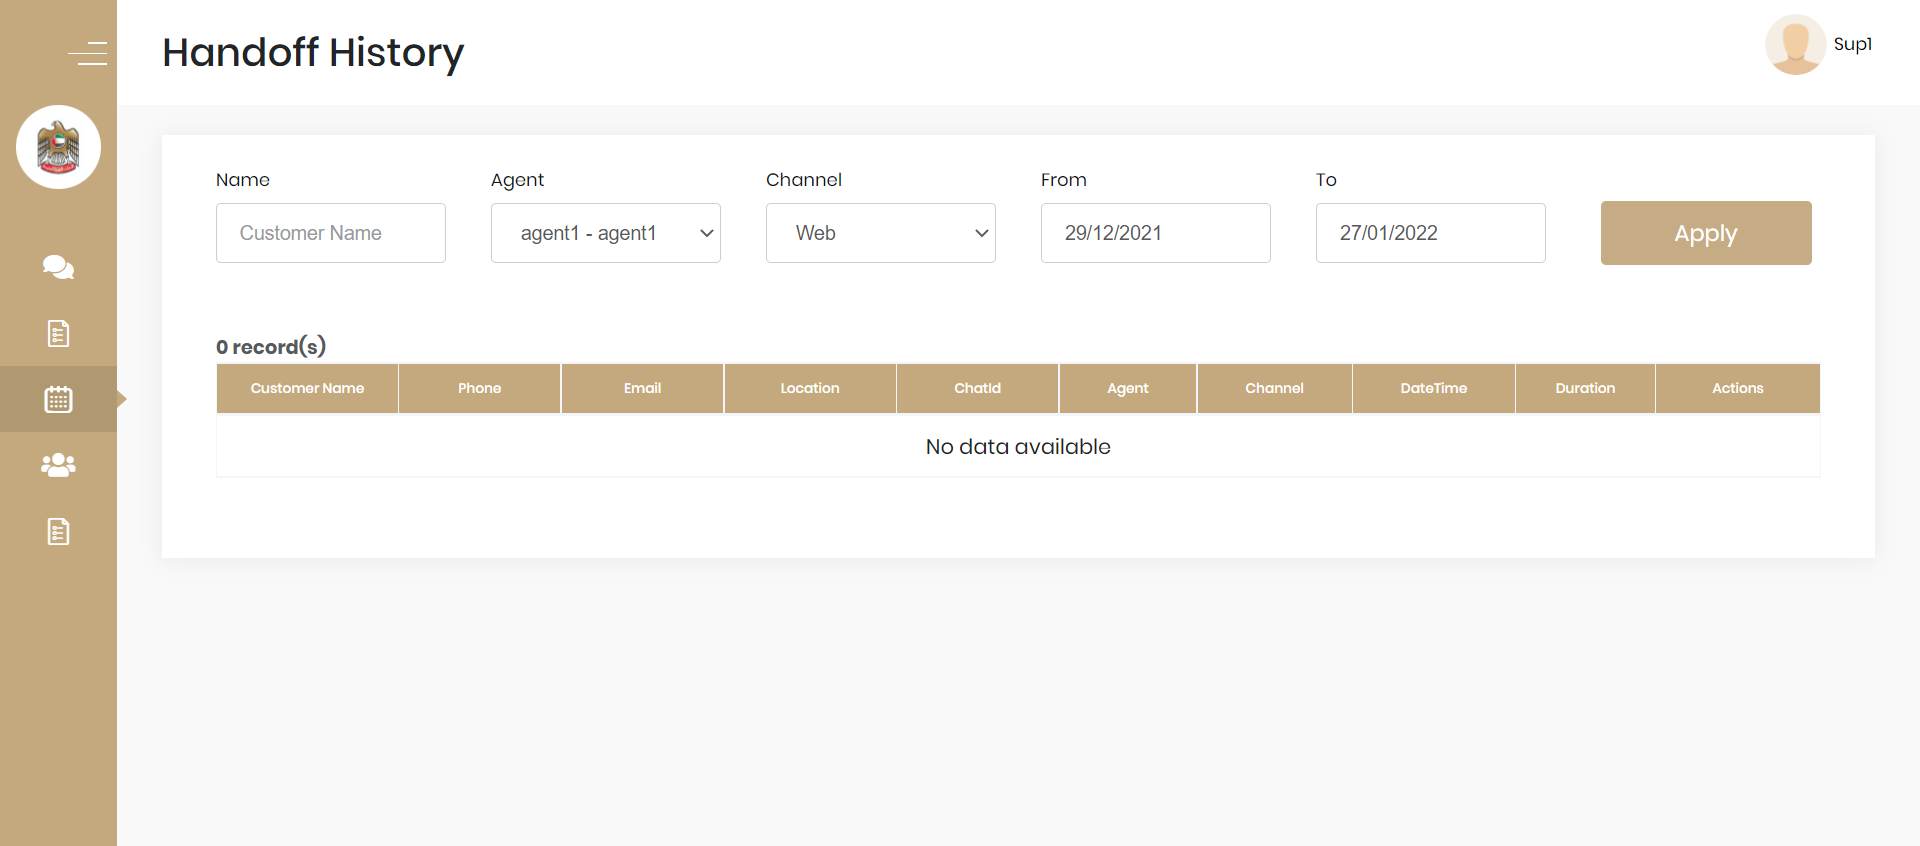 Handoff History
Sup1
Name Agent Channel From To
Customer Name agent1 - agent1 Web 29/12/2021 27/01/2022 Apply
0 record(s)
Customer Name Phone Email Location ChatId Agent Channel DateTime Duration Actions
No data available